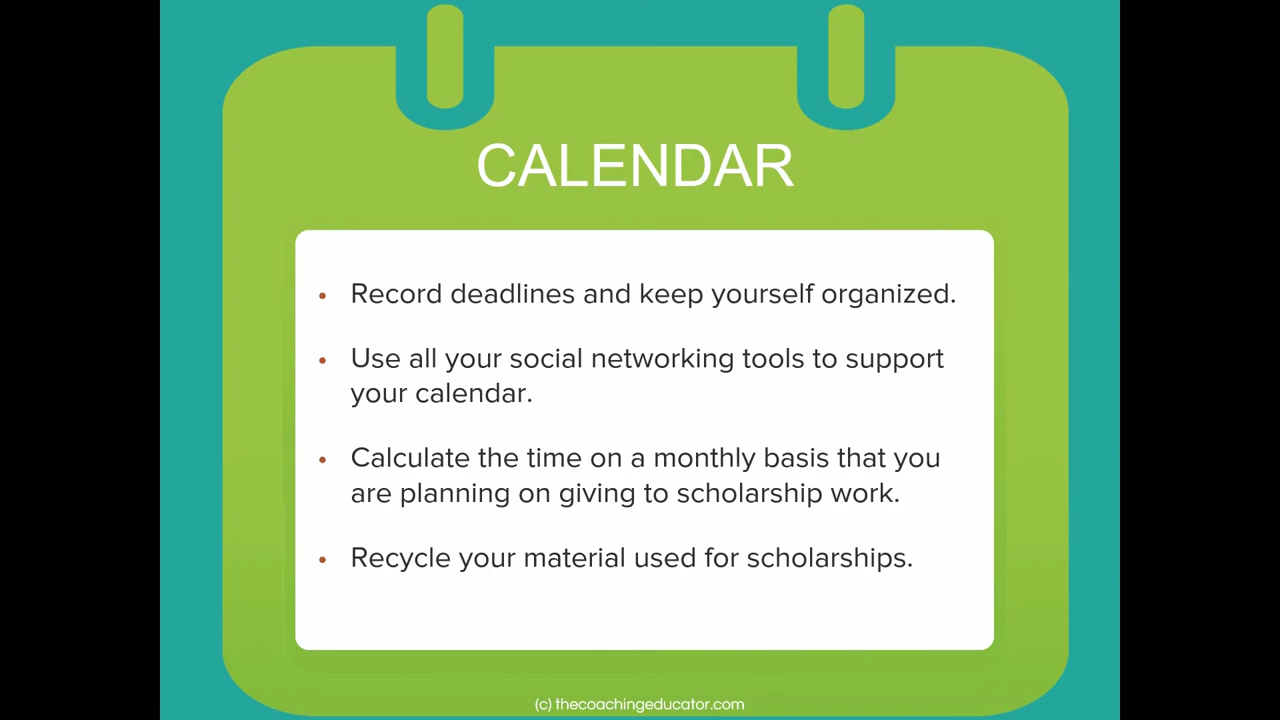 CALENDAR
• Record deadlines and keep yourself organized.
• Use all your social networking tools to support
your calendar.
• Calculate the time on a monthly basis that you
are planning on giving to scholarship work.
• Recycle your material used for scholarships.
(c) thecoachingeducator.com